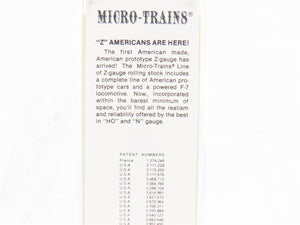 MICRO-TRAINS®
"Z" AMERICANS ARE HERE!
The first American made,
American prototype Z-gauge has
arrived! The Micro-Trains® Line
of Z-gauge rolling stock includes
a complete line of American pro-
totype cars and a powered F-7
locomotive. Now, incorporated
within the barest minimum of
space, you'll find all the realism
and reliability offered by the best
in "HO" and "N" gauge.
PATENT NUMBERS
France
U.S.A.
U.S.A.
U.S.A.
U.S.A.
U.S.A.
U.S.A.
U.S.A.
U.S.A.
U.S.A.
U.S.A.
U.S.A.
U.S.A.
U.S.A.